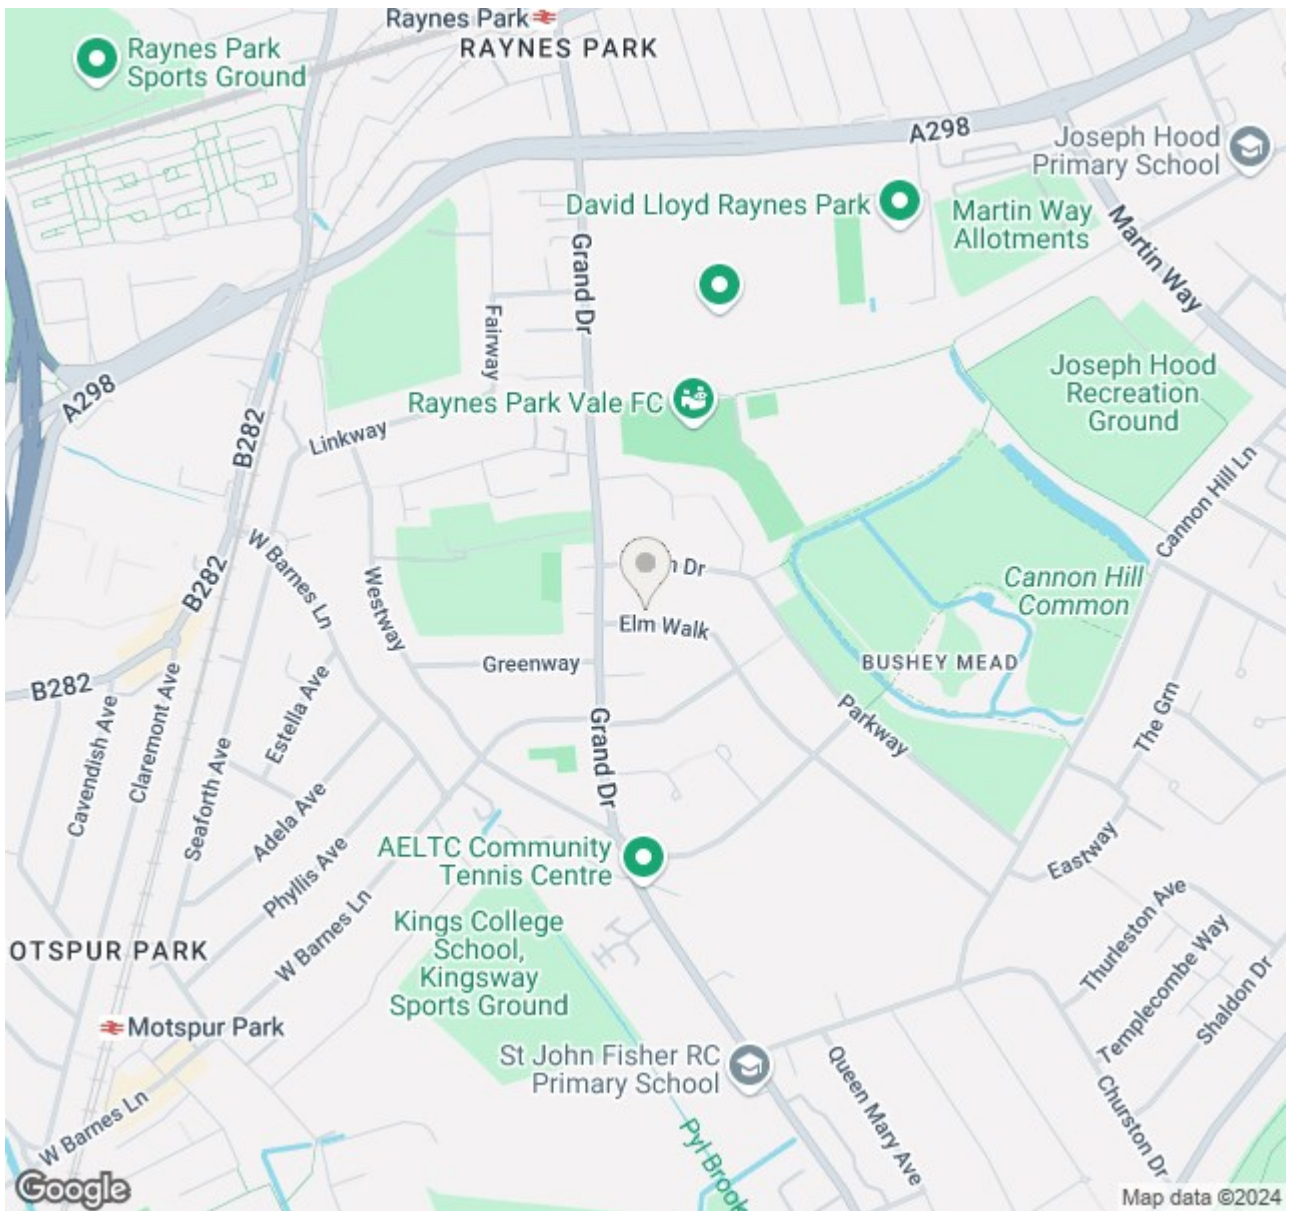 Raynes Park
RAYNES PARK
Raynes Park
Sports Ground
A298
Joseph Hood
Primary School
David Lloyd Raynes Park
Martin Way
Allotments
Martin Way
Grand Dr
Fairway
A298
B282
Linkway
Raynes Park Vale FC
Joseph Hood
Recreation
Ground
Cannon Hill Ln
W Barnes Ln
Westway
B282
Dr
Elm Walk
Cannon Hill
Common
Greenway
BUSHEY MEAD
B282
Cavendish Ave
Claremont Ave
Seaforth Ave
Estella Ave
Adela Ave
Phyllis Ave
Grand Dr
Parkway
The Grn
AELTC Community
Tennis Centre
Eastway
W Barnes Ln
Kings College
School,
Kingsway
Sports Ground
Thurleston Ave
Templecombe Way
Shaldon Dr
OTSPUR PARK
Motspur Park
St John Fisher RC
Primary School
Queen Mary Ave
Churston Dr
W Barnes Ln
Pyl Brook
Google
Map data ©2024